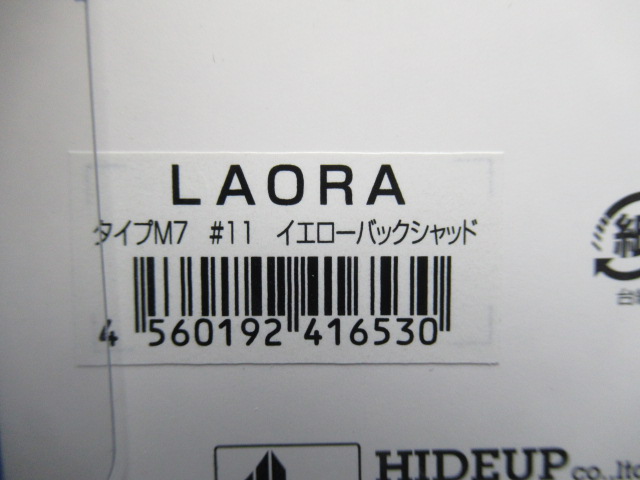 LAORA
タイプM7 #11 イエローバックシャッド
4 560192 416530
紙
HIDEUP co.,ltd